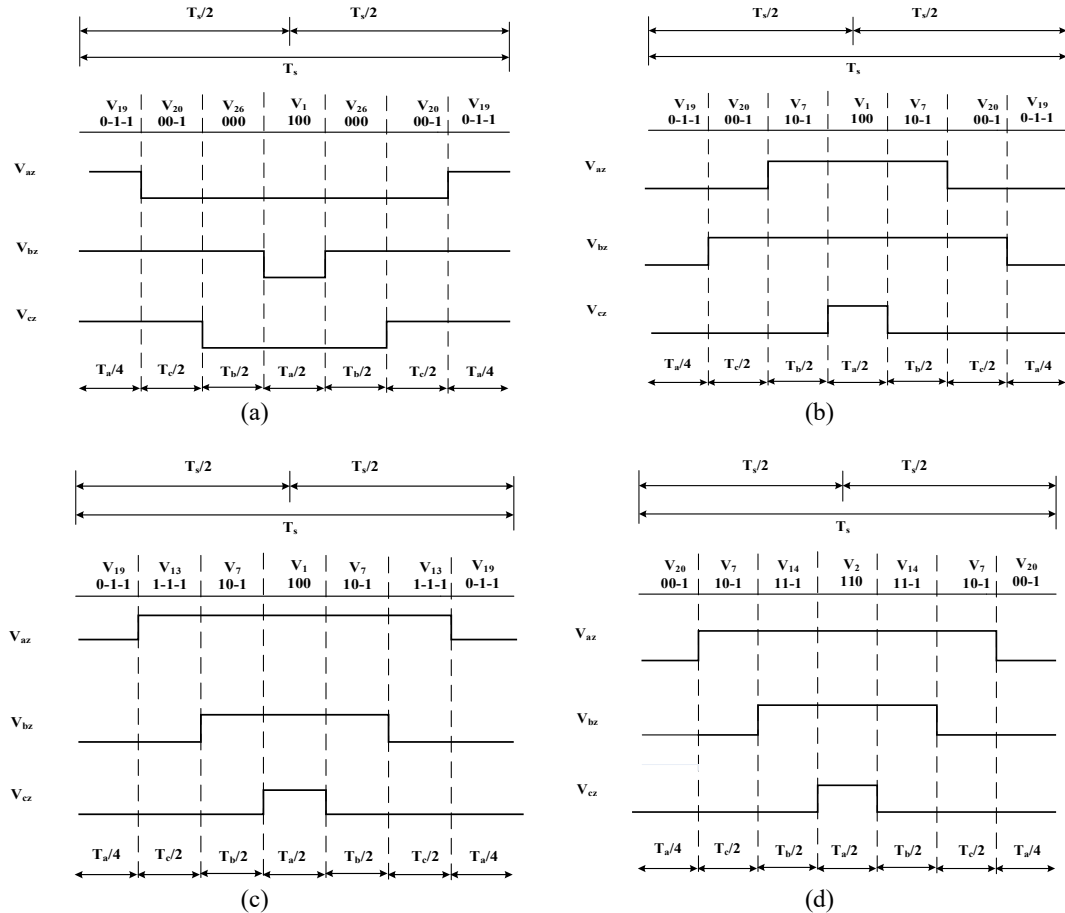 Ts/2 Ts/2
Ts
V19 V20 V26 V1 V26 V20 V19
0-1-1 00-1 000 100 000 00-1 0-1-1
Vaz
Vbz
Vcz
Ta/4 Tc/2 Tb/2 Ta/2 Tb/2 Tc/2 Ta/4
(a)
Ts/2 Ts/2
Ts
V19 V20 V7 V1 V7 V20 V19
0-1-1 00-1 10-1 100 10-1 00-1 0-1-1
Vaz
Vbz
Vcz
Ta/4 Tc/2 Tb/2 Ta/2 Tb/2 Tc/2 Ta/4
(b)
Ts/2 Ts/2
Ts
V19 V13 V7 V1 V7 V13 V19
0-1-1 1-1-1 10-1 100 10-1 1-1-1 0-1-1
Vaz
Vbz
Vcz
Ta/4 Tc/2 Tb/2 Ta/2 Tb/2 Tc/2 Ta/4
(c)
Ts/2 Ts/2
Ts
V20 V7 V14 V2 V14 V7 V20
00-1 10-1 11-1 110 11-1 10-1 00-1
Vaz
Vbz
Vcz
Ta/4 Tc/2 Tb/2 Ta/2 Tb/2 Tc/2 Ta/4
(d)